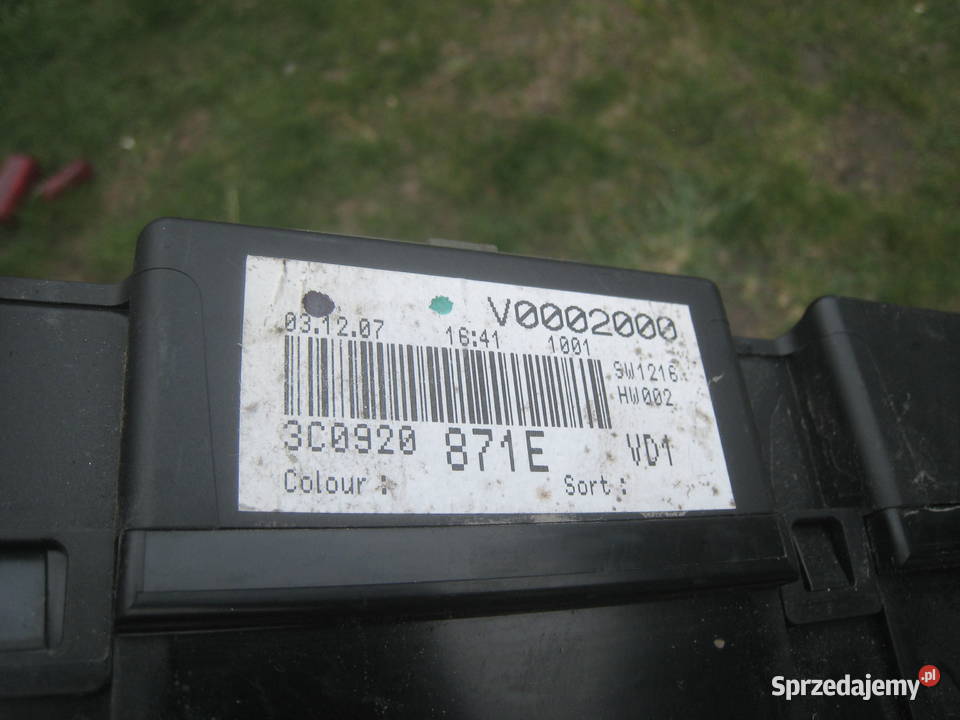 V0002000
03.12.07 16:41 1001
SW1216
HW002
3C0920 871E VD1
Colour : Sort :
Sprzedajemy.pl